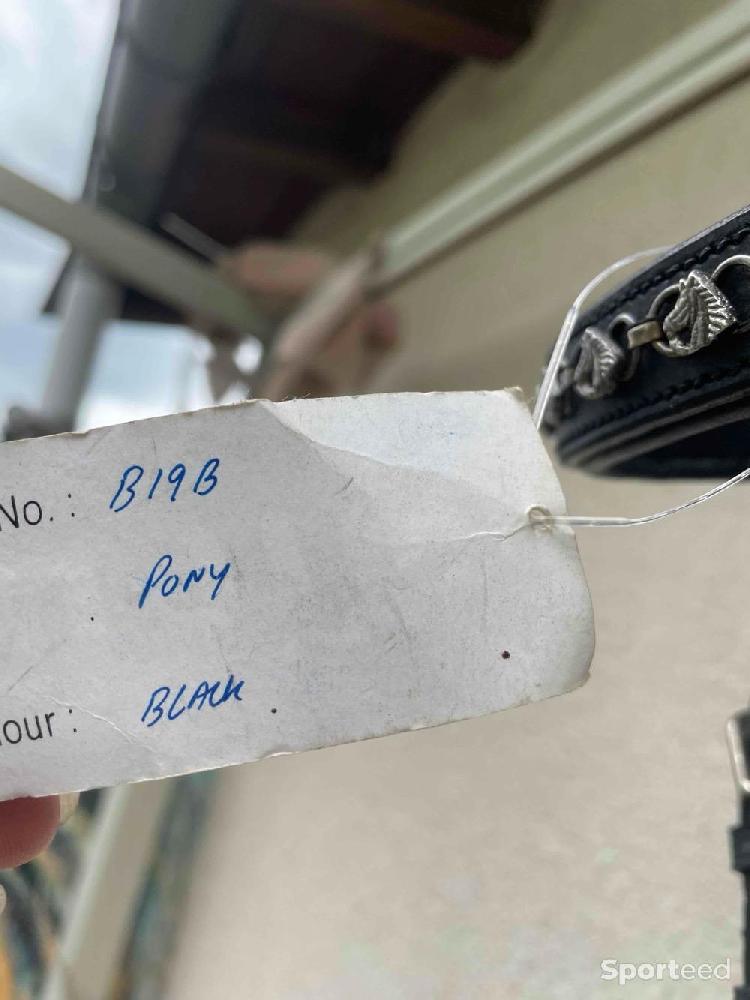 No.: B19B
PONY
lour: BLACK.
Sporteed